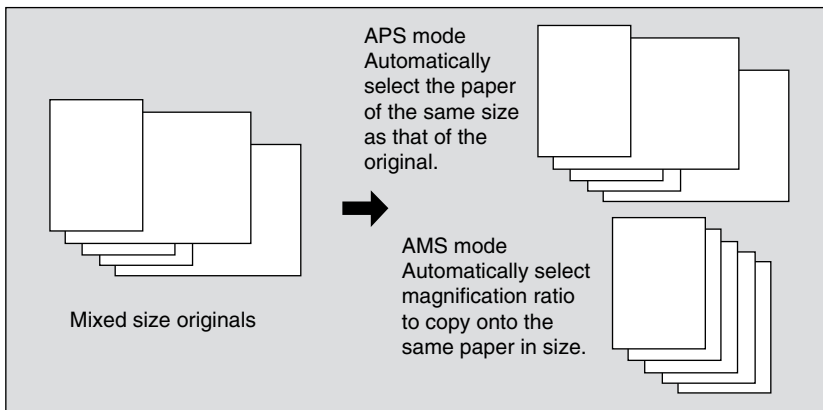 APS mode
Automatically
select the paper
of the same size
as that of the
original.
AMS mode
Automatically select
magnification ratio
to copy onto the
same paper in size.
Mixed size originals